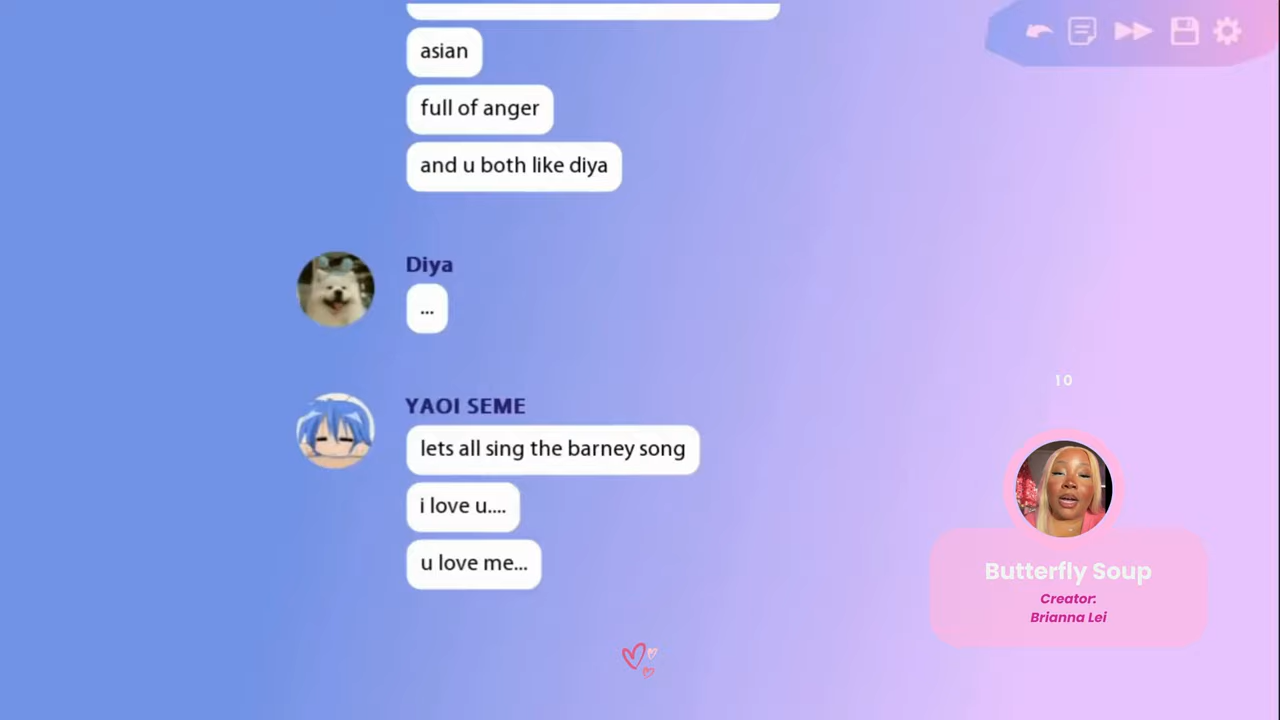 asian
full of anger
and u both like diya
Diya
...
YAOI SEME
lets all sing the barney song
i love u....
u love me...
10
Butterfly Soup
Creator:
Brianna Lei